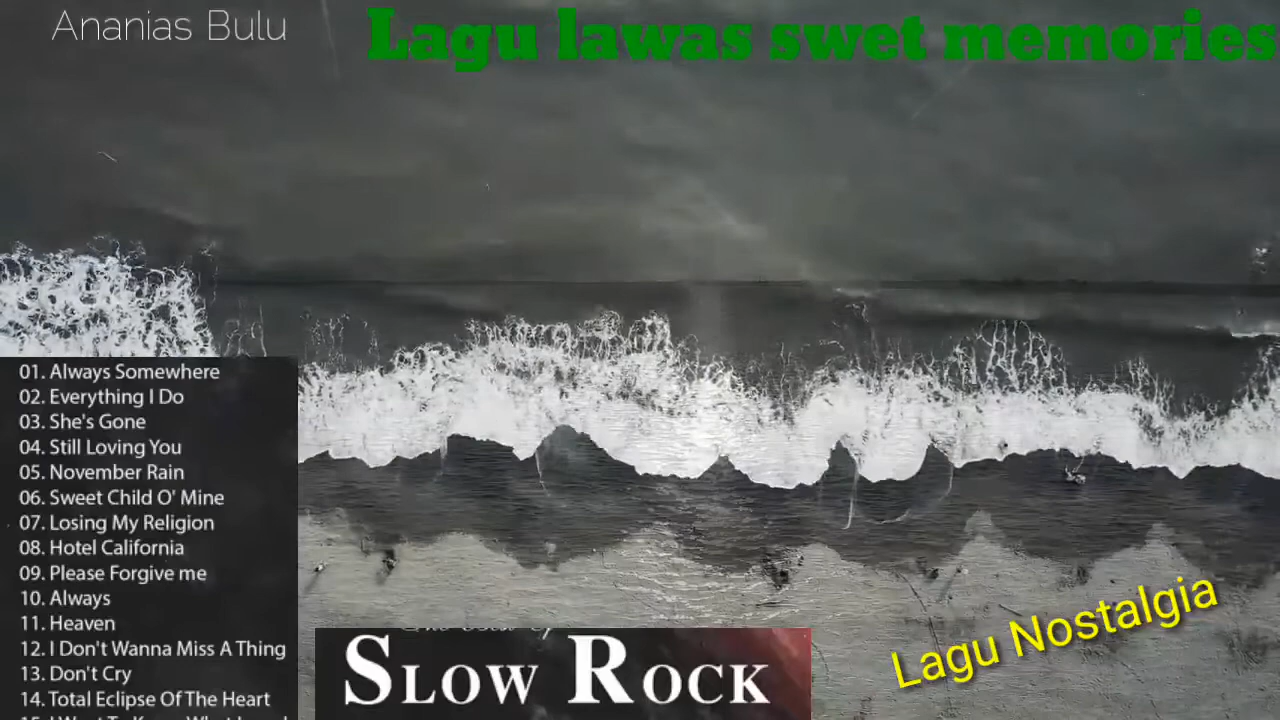 Ananias Bulu
Lagu lawas swet memories
01. Always Somewhere
02. Everything I Do
03. She's Gone
04. Still Loving You
05. November Rain
06. Sweet Child O' Mine
07. Losing My Religion
08. Hotel California
09. Please Forgive me
10. Always
11. Heaven
12. I Don't Wanna Miss A Thing
13. Don't Cry
14. Total Eclipse Of The Heart
SLOW ROCK
Lagu Nostalgia